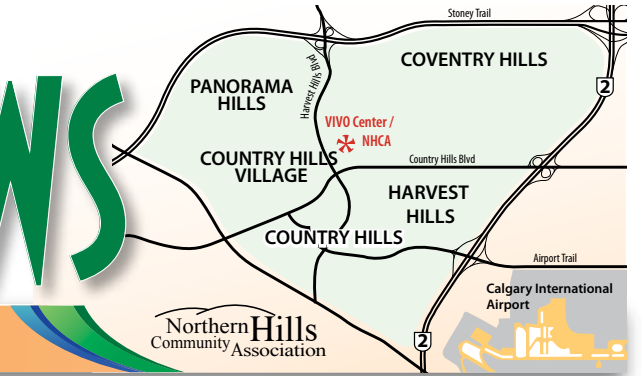 Stoney Trail
COVENTRY HILLS
2
PANORAMA
HILLS
Harvest Hills Blvd
VIVO Center /
NHCA
COUNTRY HILLS
VILLAGE
Country Hills Blvd
HARVEST
HILLS
COUNTRY HILLS
Airport Trail
Calgary International
Airport
2
WS
Northern Hills
Community Association